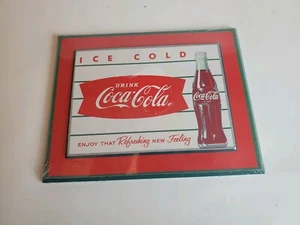 ICE COLD
DRINK
Coca-Cola
Coca-Cola
ENJOY THAT Refreshing NEW Feeling